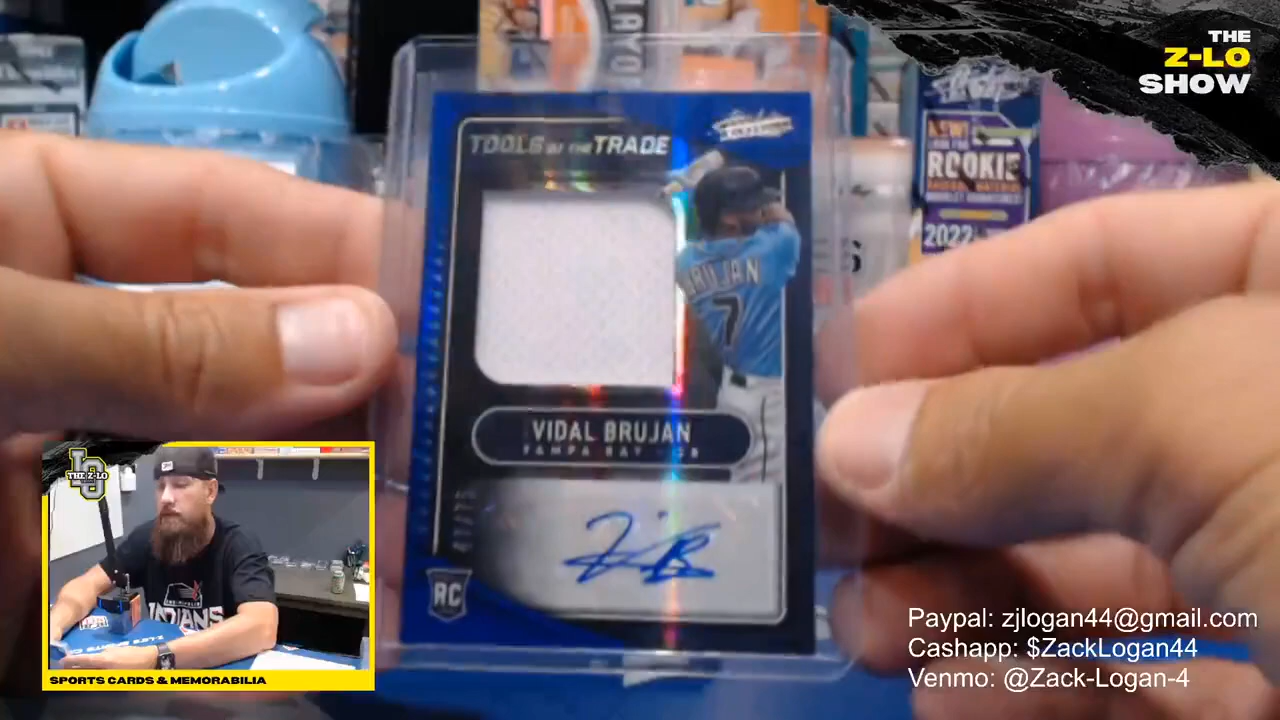 THE
Z-LO
SHOW
TOOLS OF THE TRADE
ROOKIE
2022
BRUJAN
7
VIDAL BRUJAN
TAMPA BAY
RC
THE Z-LO
INDIANS
SPORTS CARDS & MEMORABILIA
Paypal: zjlogan44@gmail.com
Cashapp: $ZackLogan44
Venmo: @Zack-Logan-4